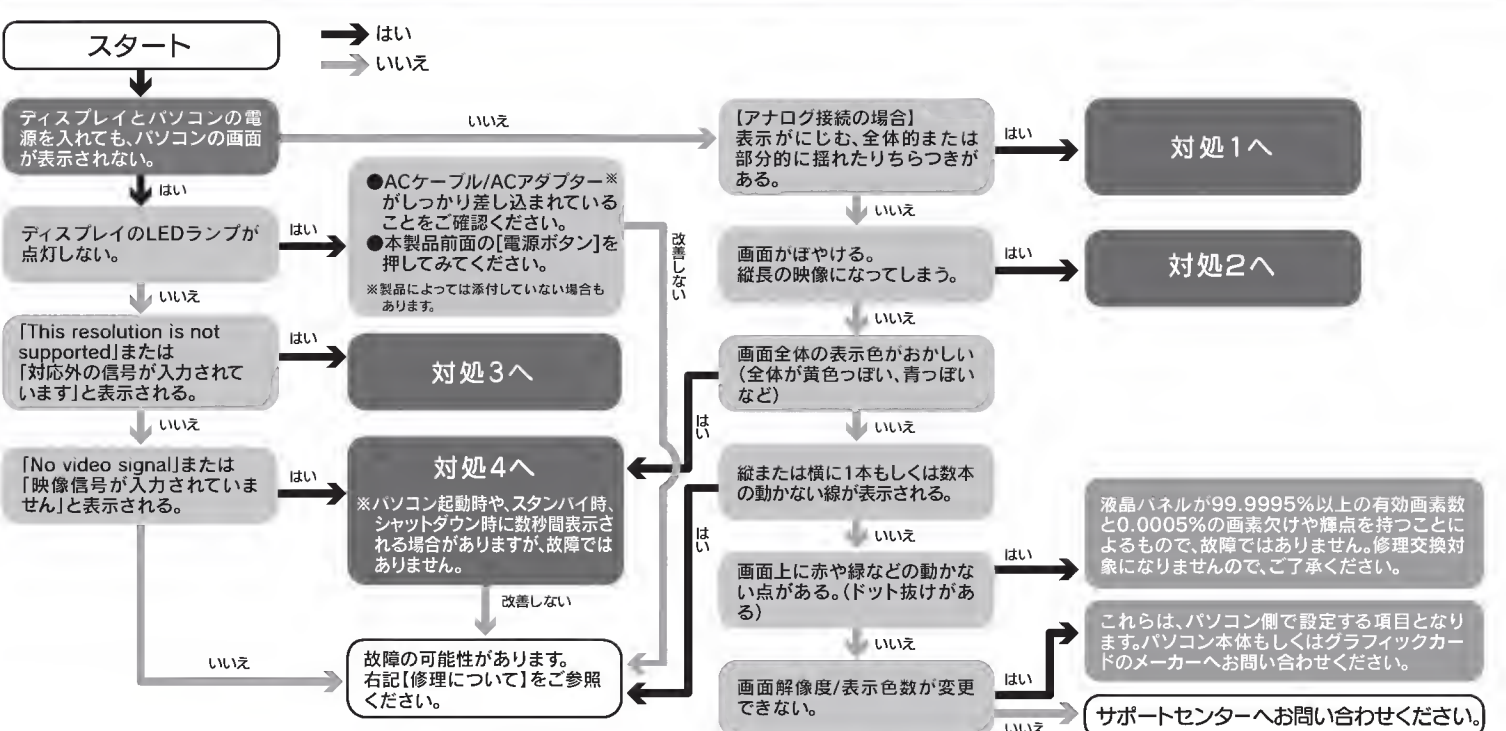 スタート
はい
いいえ
ディスプレイとパソコンの電
源を入れても、パソコンの画面
が表示されない。
いいえ
はい
ディスプレイのLEDランプが
点灯しない。
はい
●ACケーブル/ACアダプター※
がしっかり差し込まれている
ことをご確認ください。
●本製品前面の[電源ボタン]を
押してみてください。
※製品によっては添付していない場合も
あります。
改善しない
いいえ
「This resolution is not
supported」または
「対応外の信号が入力されて
います」と表示される。
はい
対処3へ
いいえ
「No video signal」または
「映像信号が入力されていま
せん」と表示される。
はい
対処4へ
※パソコン起動時や、スタンバイ時、
シャットダウン時に数秒間表示さ
れる場合がありますが、故障では
ありません。
改善しない
いいえ
故障の可能性があります。
右記【修理について】をご参照
ください。
【アナログ接続の場合】
表示がにじむ、全体的または
部分的に揺れたりちらつきが
ある。
はい
対処1へ
いいえ
画面がぼやける。
縦長の映像になってしまう。
はい
対処2へ
いいえ
画面全体の表示色がおかしい
(全体が黄色っぽい、青っぽい
など)
はい
いいえ
縦または横に1本もしくは数本
の動かない線が表示される。
はい
いいえ
画面上に赤や緑などの動かな
い点がある。(ドット抜けがあ
る)
はい
液晶パネルが99.9995%以上の有効画素数
と0.0005%の画素欠けや輝点を持つことに
よるもので、故障ではありません。修理交換対
象になりませんので、ご了承ください。
いいえ
画面解像度/表示色数が変更
できない。
はい
これらは、パソコン側で設定する項目となり
ます。パソコン本体もしくはグラフィックカー
ドのメーカーへお問い合わせください。
いいえ
サポートセンターへお問い合わせください。